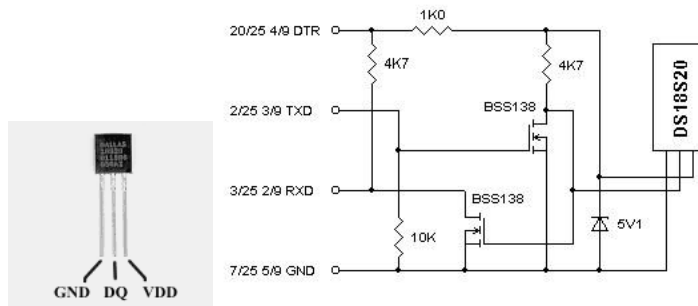 DALLAS
GND DQ VDD
20/25 4/9 DTR
1K0
4K7
4K7
2/25 3/9 TXD
BSS138
3/25 2/9 RXD
BSS138
10K
5V1
7/25 5/9 GND
DS18S20